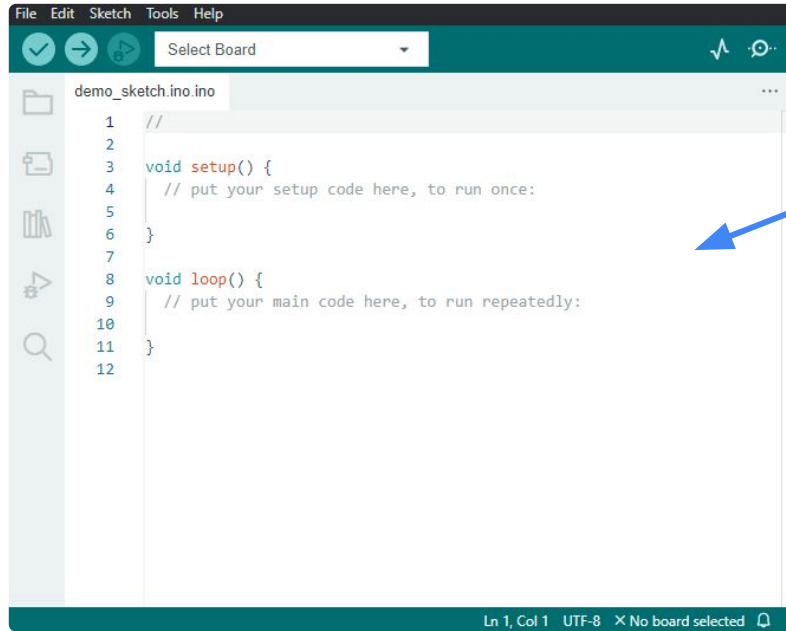 File Edit Sketch Tools Help
Select Board
demo_sketch.ino.ino
1 //
2
3 void setup() {
4 // put your setup code here, to run once:
5
6 }
7
8 void loop() {
9 // put your main code here, to run repeatedly:
10
11 }
12
Ln 1, Col 1 UTF-8 × No board selected